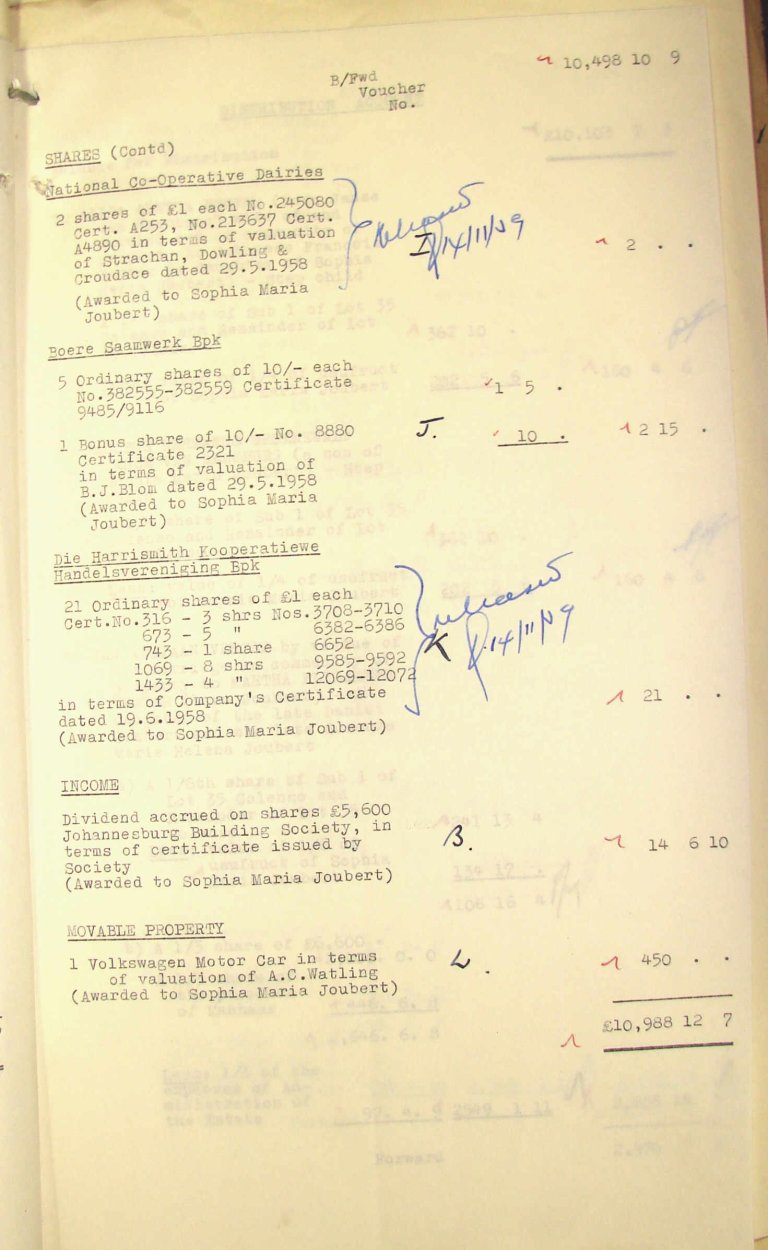 B/Fwd 10,498 10 9
Voucher
No.
SHARES (Contd)
National Co-Operative Dairies
2 shares of £1 each No.245080
Cert. A253, No.213637 Cert.
A4890 in terms of valuation
of Strachan, Dowling &
Croudace dated 29.5.1958
(Awarded to Sophia Maria
Joubert)
released
I 14/11/59
2 . .
Boere Saamwerk Bpk
5 Ordinary shares of 10/- each
No.382555-382559 Certificate
9485/9116
1 5 .
1 Bonus share of 10/- No. 8880
Certificate 2321
in terms of valuation of
B.J.Blom dated 29.5.1958
(Awarded to Sophia Maria
Joubert)
J. 10 . 2 15 .
Die Harrismith Kooperatiewe
Handelsvereniging Bpk
21 Ordinary shares of £1 each
Cert.No.316 - 3 shrs Nos.3708-3710
673 - 5 " 6382-6386
743 - 1 share 6652
1069 - 8 shrs 9585-9592
1433 - 4 " 12069-12072
in terms of Company's Certificate
dated 19.6.1958
(Awarded to Sophia Maria Joubert)
released
K 14/11/59
21 . .
INCOME
Dividend accrued on shares £5,600
Johannesburg Building Society, in
terms of certificate issued by
Society
(Awarded to Sophia Maria Joubert)
B. 14 6 10
MOVABLE PROPERTY
1 Volkswagen Motor Car in terms
of valuation of A.C.Watling
(Awarded to Sophia Maria Joubert)
L. 450 . .
£10,988 12 7